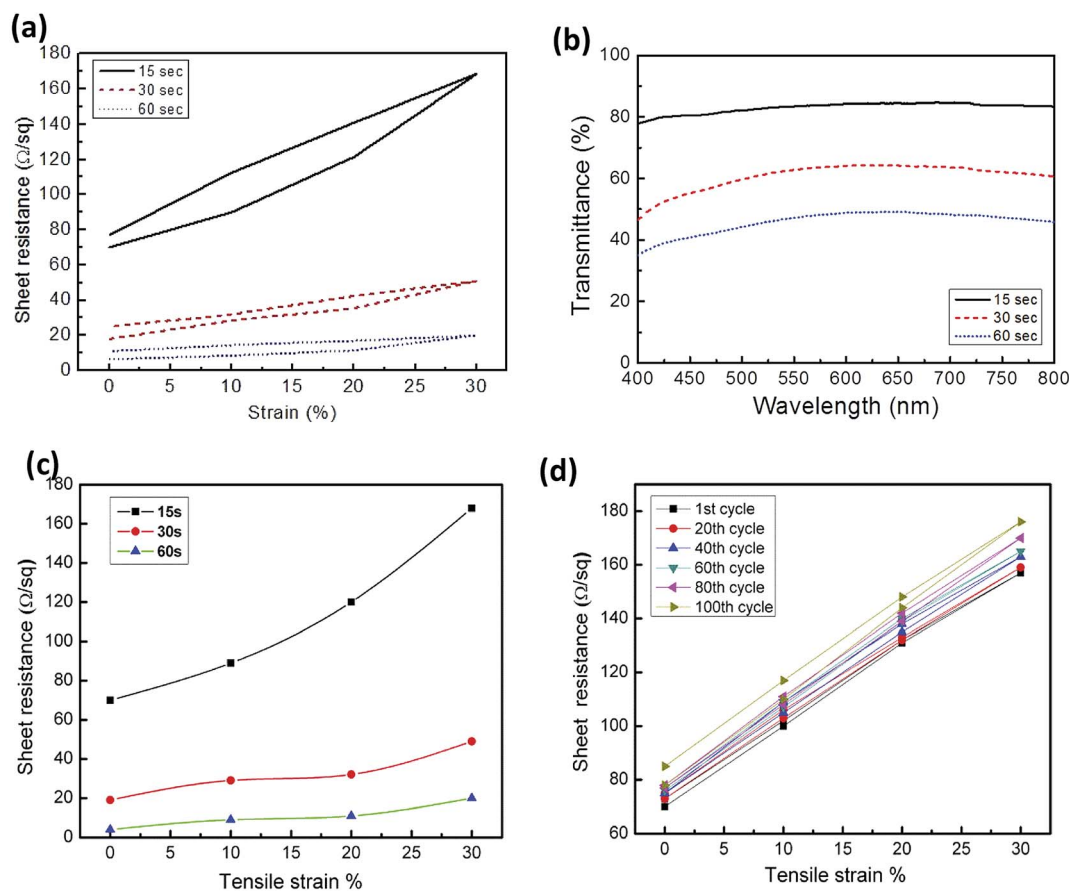 (a)
180
160
140
120
100
80
60
40
20
0
Sheet resistance (Ω/sq)
15 sec
30 sec
60 sec
0 5 10 15 20 25 30
Strain (%)
(b)
100
80
60
40
20
0
Transmittance (%)
15 sec
30 sec
60 sec
400 450 500 550 600 650 700 750 800
Wavelength (nm)
(c)
180
160
140
120
100
80
60
40
20
0
Sheet resistance (Ω/sq)
15s
30s
60s
0 5 10 15 20 25 30
Tensile strain %
(d)
180
160
140
120
100
80
60
Sheet resistance (Ω/sq)
1st cycle
20th cycle
40th cycle
60th cycle
80th cycle
100th cycle
0 5 10 15 20 25 30
Tensile strain %